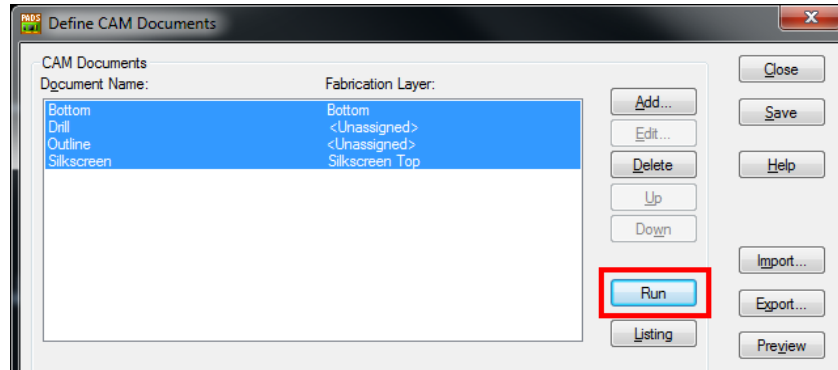 PADS
Define CAM Documents
CAM Documents
Document Name: Fabrication Layer:
Bottom Bottom
Drill <Unassigned>
Outline <Unassigned>
Silkscreen Silkscreen Top
Add...
Edit...
Delete
Up
Down
Run
Listing
Close
Save
Help
Import...
Export...
Preview